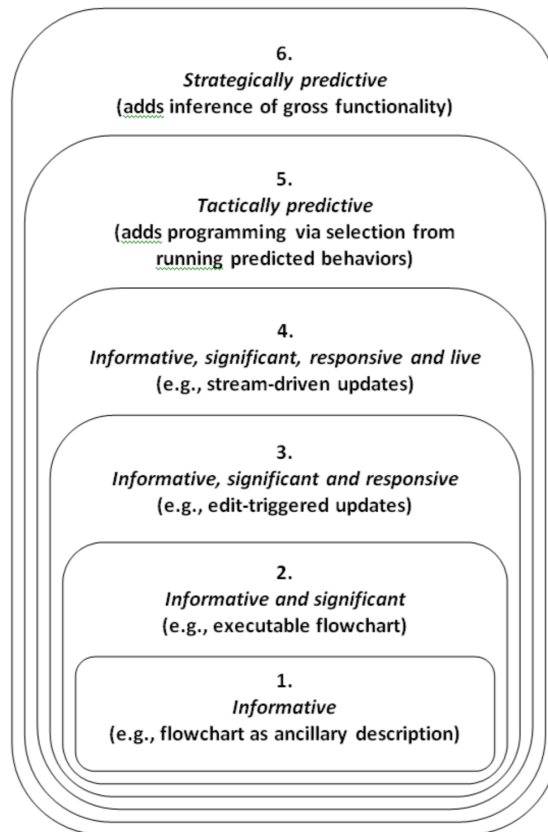 6.
Strategically predictive
(adds inference of gross functionality)
5.
Tactically predictive
(adds programming via selection from
running predicted behaviors)
4.
Informative, significant, responsive and live
(e.g., stream-driven updates)
3.
Informative, significant and responsive
(e.g., edit-triggered updates)
2.
Informative and significant
(e.g., executable flowchart)
1.
Informative
(e.g., flowchart as ancillary description)